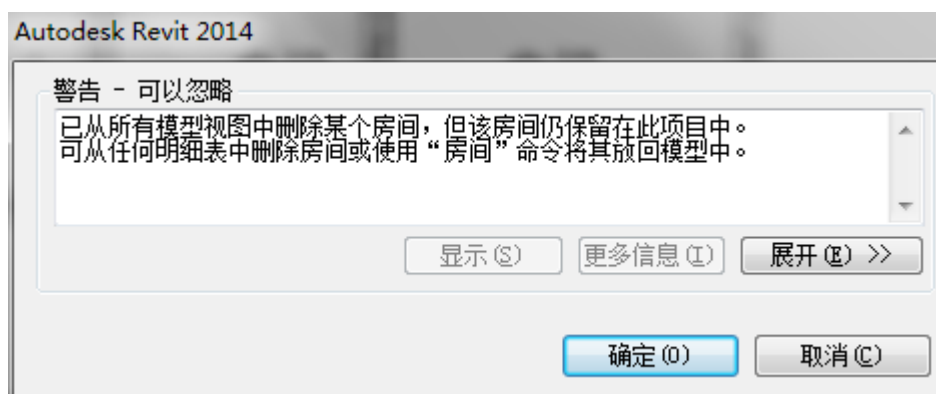 Autodesk Revit 2014
警告 - 可以忽略
已从所有模型视图中删除某个房间，但该房间仍保留在此项目中。
可从任何明细表中删除房间或使用“房间”命令将其放回模型中。
显示(S) 更多信息(I) 展开(E) >>
确定(O) 取消(C)